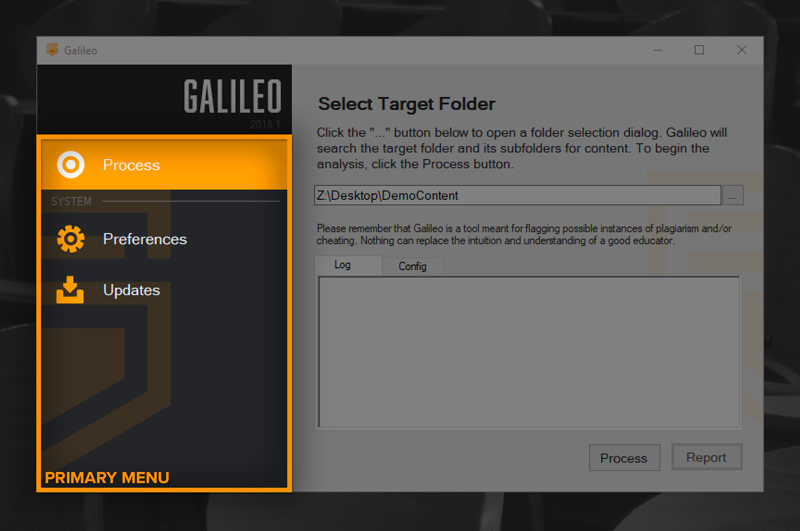 Galileo
GALILEO
2018.1
Process
SYSTEM
Preferences
Updates
PRIMARY MENU
Select Target Folder
Click the "..." button below to open a folder selection dialog. Galileo will
search the target folder and its subfolders for content. To begin the
analysis, click the Process button.
Z:\Desktop\DemoContent
...
Please remember that Galileo is a tool meant for flagging possible instances of plagiarism and/or
cheating. Nothing can replace the intuition and understanding of a good educator.
Log
Config
Process
Report